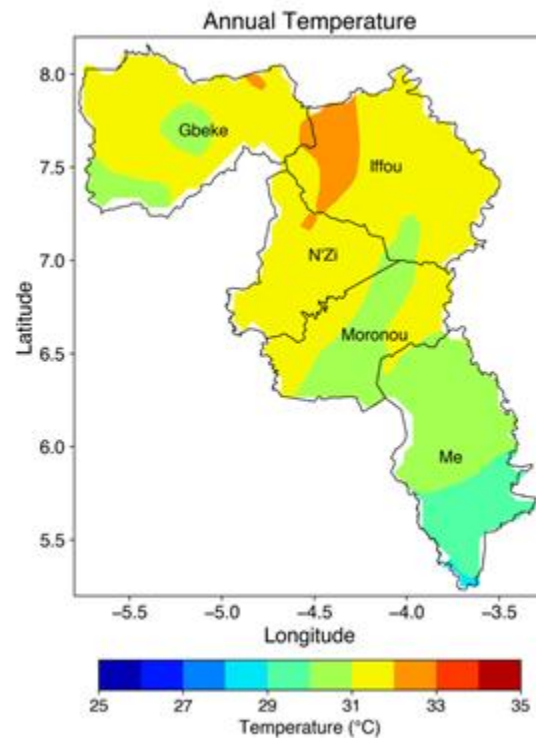 Annual Temperature
8.0
Gbeke
Iffou
7.5
N'Zi
7.0
Moronou
6.5
Me
6.0
5.5
Latitude
−5.5 −5.0 −4.5 −4.0 −3.5
Longitude
25 27 29 31 33 35
Temperature (°C)